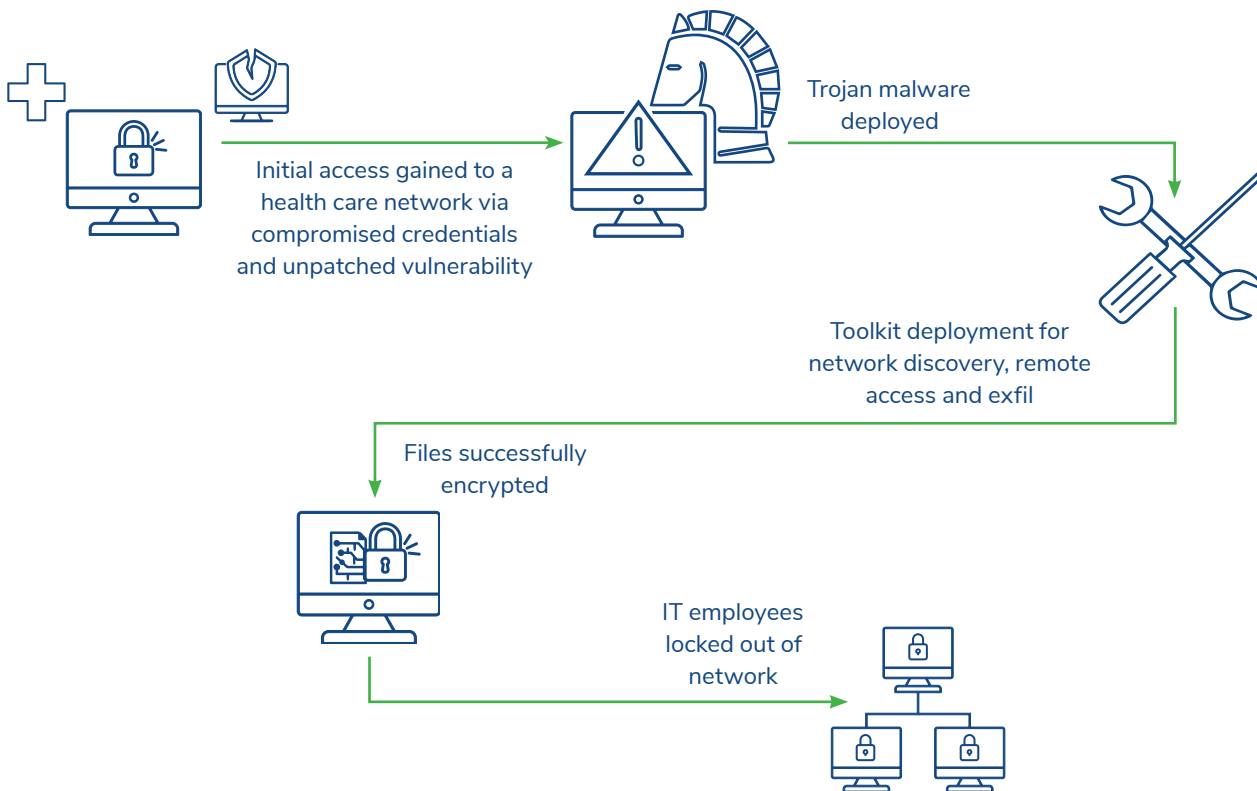 Trojan malware
deployed
Initial access gained to a
health care network via
compromised credentials
and unpatched vulnerability
Toolkit deployment for
network discovery, remote
access and exfil
Files successfully
encrypted
IT employees
locked out of
network